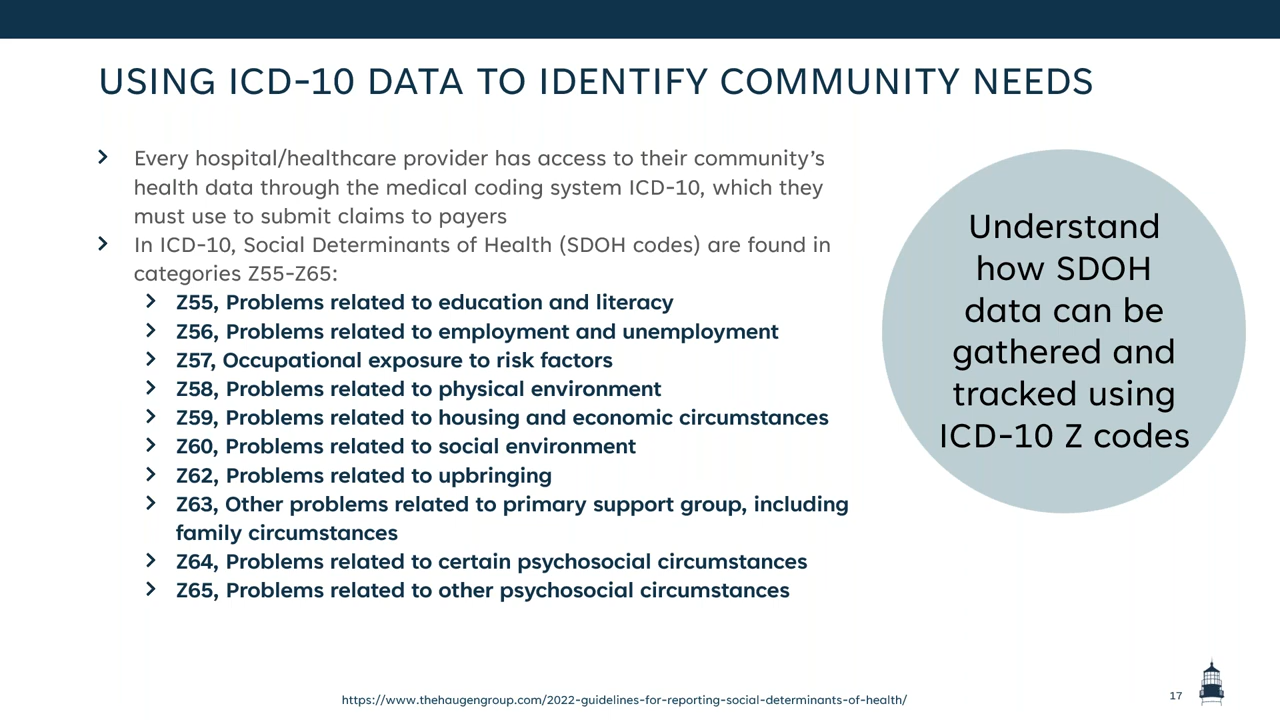 USING ICD-10 DATA TO IDENTIFY COMMUNITY NEEDS
Every hospital/healthcare provider has access to their community's
health data through the medical coding system ICD-10, which they
must use to submit claims to payers
In ICD-10, Social Determinants of Health (SDOH codes) are found in
categories Z55-Z65:
Z55, Problems related to education and literacy
Z56, Problems related to employment and unemployment
Z57, Occupational exposure to risk factors
Z58, Problems related to physical environment
Z59, Problems related to housing and economic circumstances
Z60, Problems related to social environment
Z62, Problems related to upbringing
Z63, Other problems related to primary support group, including
family circumstances
Z64, Problems related to certain psychosocial circumstances
Z65, Problems related to other psychosocial circumstances
Understand
how SDOH
data can be
gathered and
tracked using
ICD-10 Z codes
https://www.thehaugengroup.com/2022-guidelines-for-reporting-social-determinants-of-health/
17